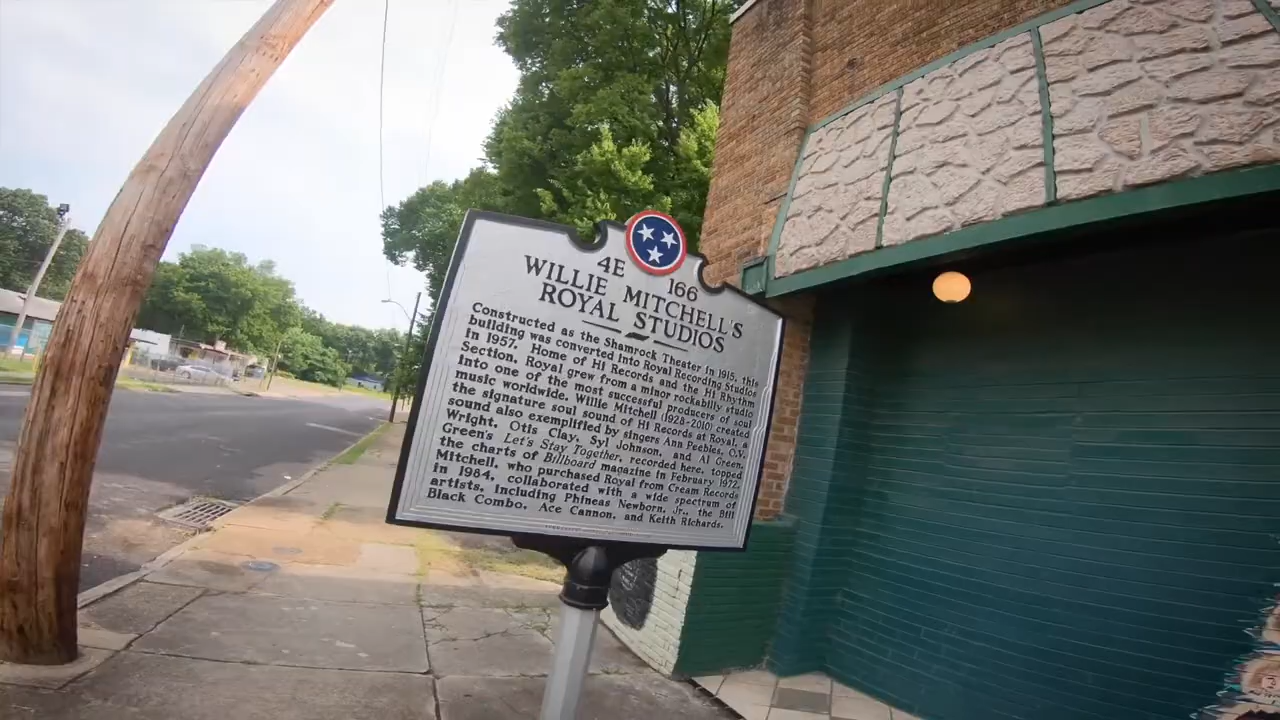 4E 166
WILLIE MITCHELL'S
ROYAL STUDIOS
Constructed as the Shamrock Theater in 1915, this
building was converted into Royal Recording Studios
in 1957. Home of Hi Records and the Hi Rhythm
Section, Royal grew from a minor rockabilly studio
into one of the most successful producers of soul
music worldwide. Willie Mitchell (1928-2010) created
the signature soul sound of Hi Records at Royal, a
sound also exemplified by singers Ann Peebles, O.V.
Wright, Otis Clay, Syl Johnson, and Al Green.
Green's Let's Stay Together, recorded here, topped
the charts of Billboard magazine in February 1972.
Mitchell, who purchased Royal from Cream Records
in 1984, collaborated with a wide spectrum of
artists, including Phineas Newborn, Jr., the Bill
Black Combo, Ace Cannon, and Keith Richards.